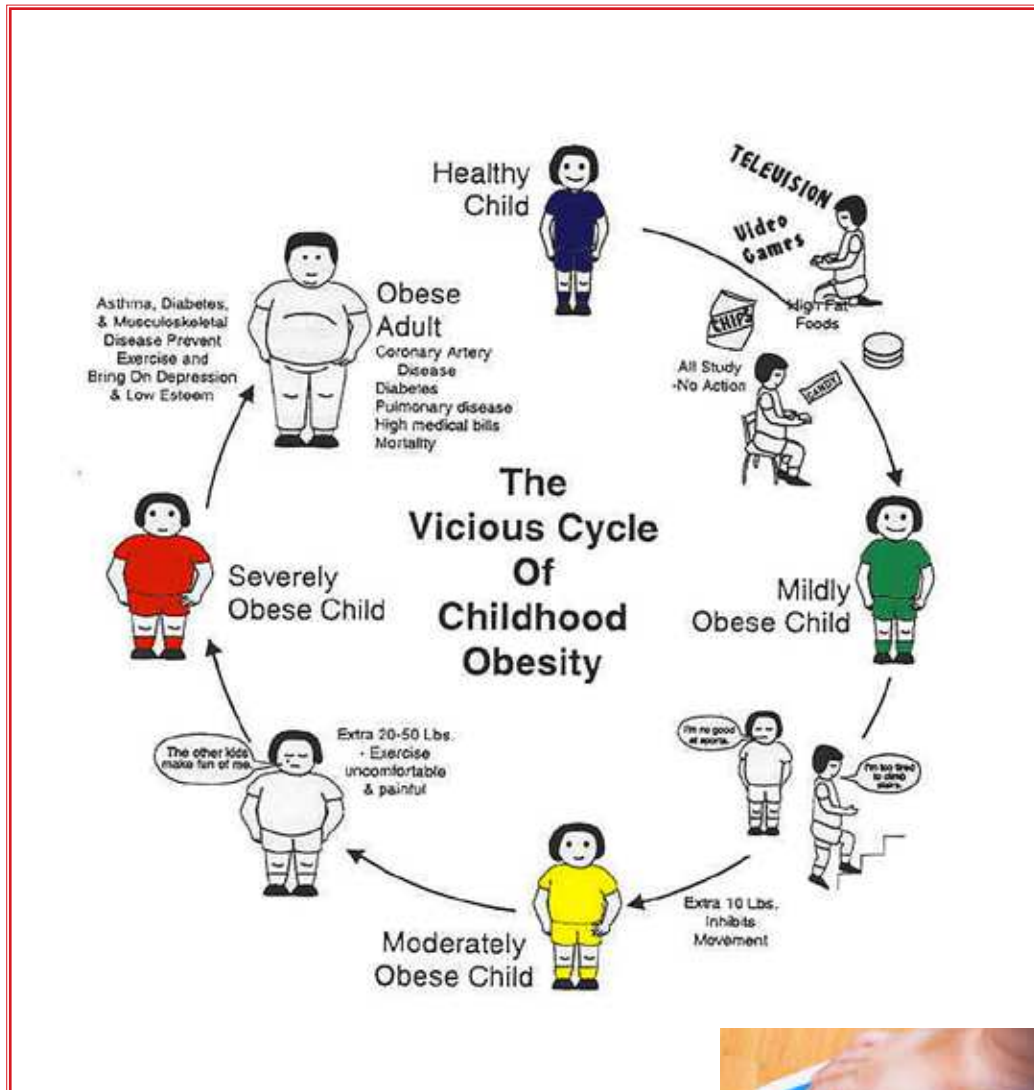 Healthy
Child
TELEVISION
Video
Games
High Fat
Foods
CHIPS
All Study
-No Action
CANDY
Mildly
Obese Child
I'm no good
at sports.
I'm too tired
to climb
stairs.
Extra 10 Lbs.
Inhibits
Movement
Moderately
Obese Child
Extra 20-50 Lbs.
- Exercise
uncomfortable
& painful
The other kids
make fun of me.
Severely
Obese Child
Asthma, Diabetes,
& Musculoskeletal
Disease Prevent
Exercise and
Bring On Depression
& Low Esteem
Obese
Adult
Coronary Artery
Disease
Diabetes
Pulmonary disease
High medical bills
Mortality
The
Vicious Cycle
Of
Childhood
Obesity